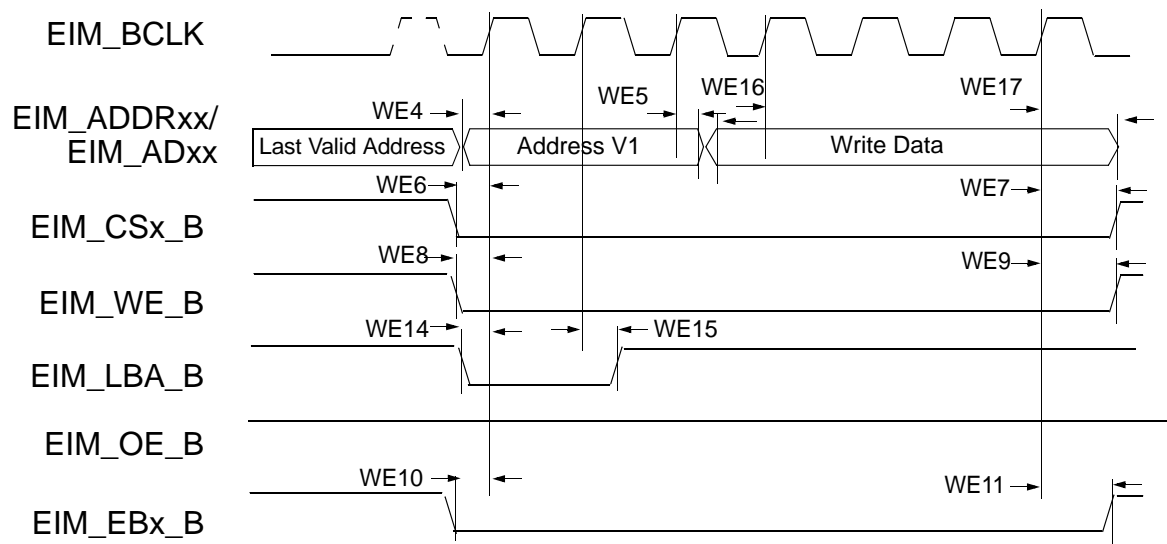 EIM_BCLK
WE4
WE5
WE16
WE17
EIM_ADDRxx/
EIM_ADxx
Last Valid Address
Address V1
Write Data
WE6
WE7
EIM_CSx_B
WE8
WE9
EIM_WE_B
WE14
WE15
EIM_LBA_B
EIM_OE_B
WE10
WE11
EIM_EBx_B